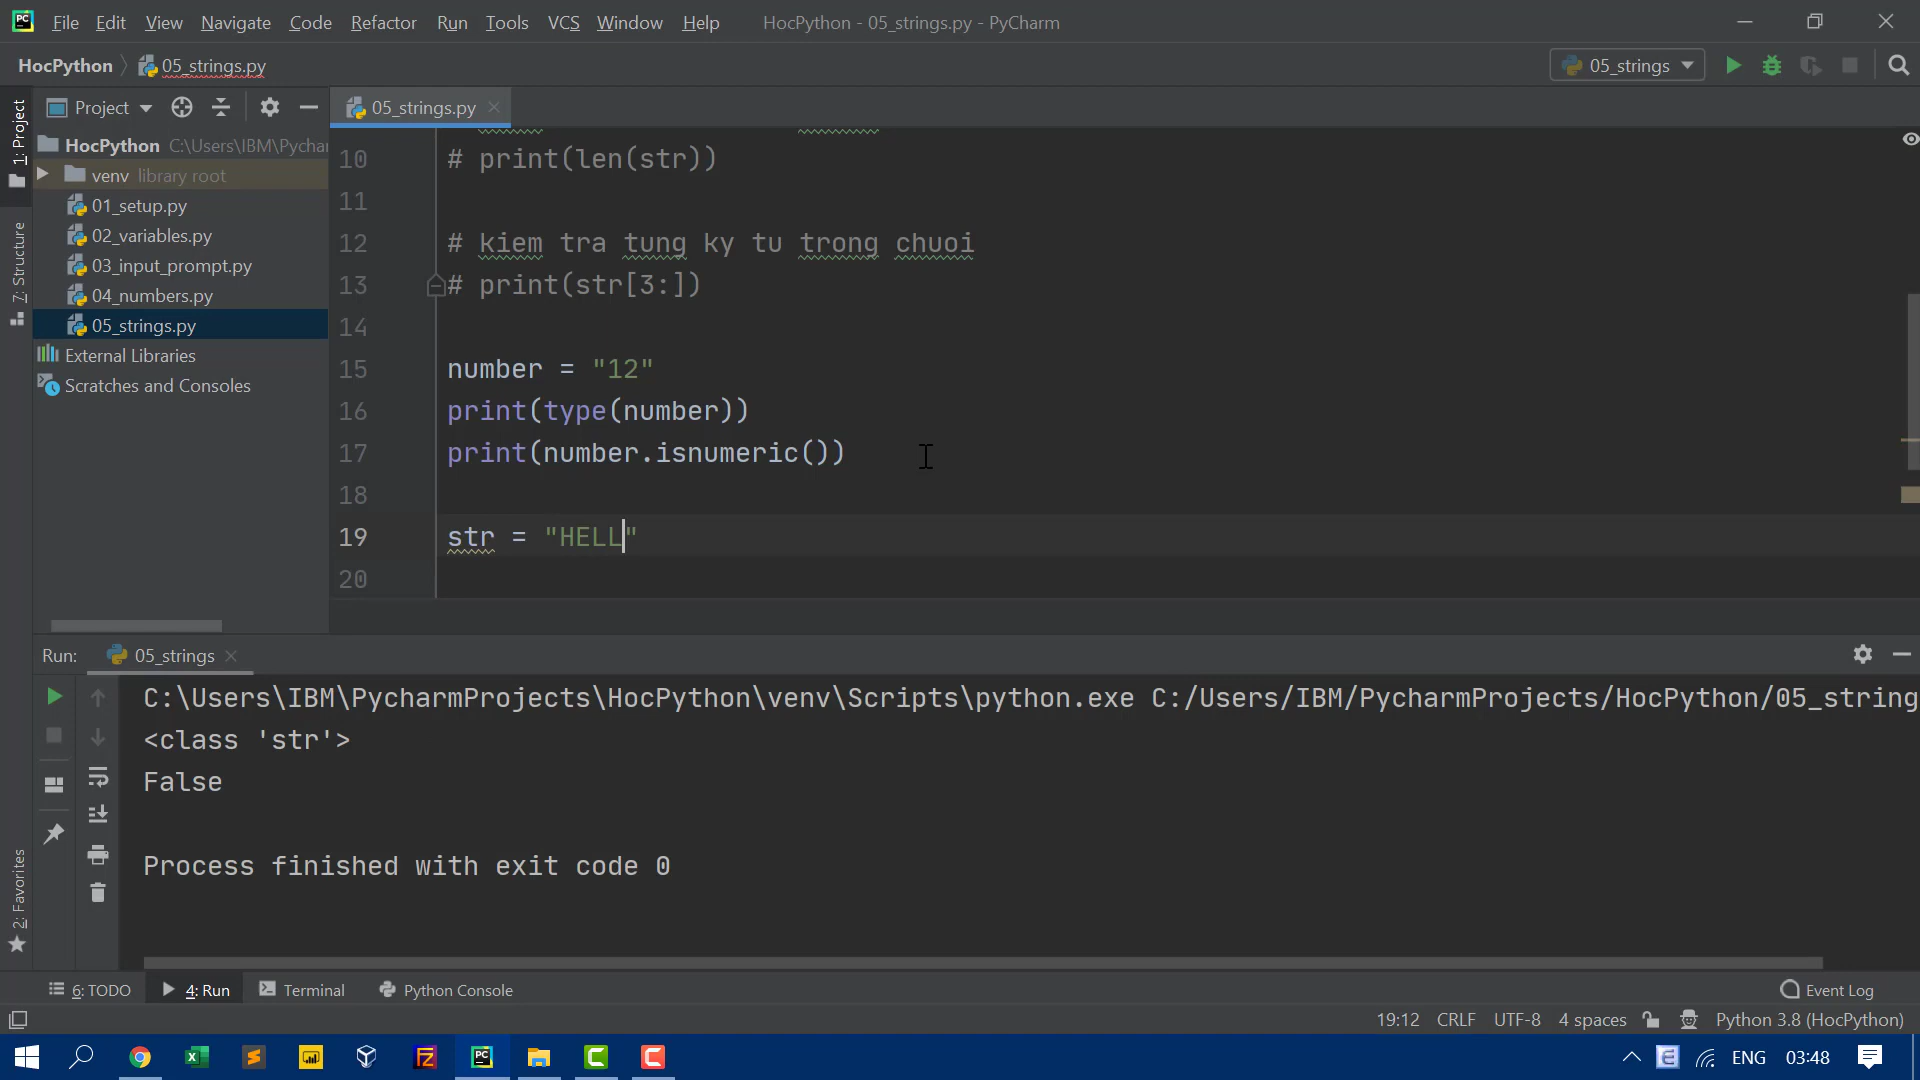 File Edit View Navigate Code Refactor Run Tools VCS Window Help HocPython - 05_strings.py - PyCharm
HocPython 05_strings.py 05_strings
Project 05_strings.py
1: Project
7: Structure
2: Favorites
HocPython C:\Users\IBM\Pychar
venv library root
01_setup.py
02_variables.py
03_input_prompt.py
04_numbers.py
05_strings.py
External Libraries
Scratches and Consoles
10 # print(len(str))
11
12 # kiem tra tung ky tu trong chuoi
13 # print(str[3:])
14
15 number = "12"
16 print(type(number))
17 print(number.isnumeric())
18
19 str = "HELL"
20
Run: 05_strings
C:\Users\IBM\PycharmProjects\HocPython\venv\Scripts\python.exe C:/Users/IBM/PycharmProjects/HocPython/05_string
<class 'str'>
False
Process finished with exit code 0
6: TODO 4: Run Terminal Python Console Event Log
19:12 CRLF UTF-8 4 spaces Python 3.8 (HocPython)
ENG 03:48